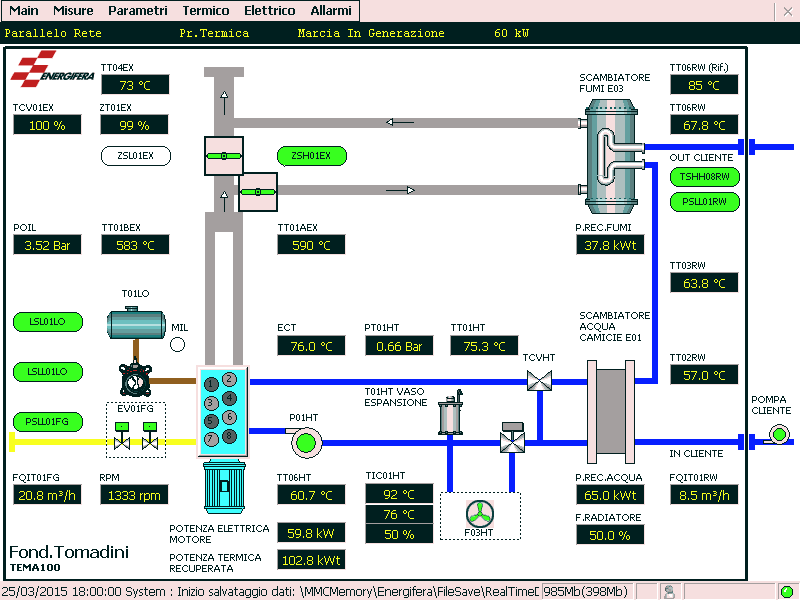 Main Misure Parametri Termico Elettrico Allarmi
Parallelo Rete Pr.Termica Marcia In Generazione 60 kW
ENERGIFERA
TT04EX
73 °C
TCV01EX
100 %
ZT01EX
99 %
ZSL01EX
ZSH01EX
SCAMBIATORE
FUMI E03
TT06RW (Rif.)
85 °C
TT06RW
67.8 °C
OUT CLIENTE
TSHH08RW
PSLL01RW
POIL
3.52 Bar
TT01BEX
583 °C
TT01AEX
590 °C
P.REC.FUMI
37.8 kWt
TT03RW
63.8 °C
T01LO
LSL01LO
MIL
LSLL01LO
PSLL01FG
EV01FG
ECT
76.0 °C
PT01HT
0.66 Bar
TT01HT
75.3 °C
SCAMBIATORE
ACQUA
CAMICIE E01
TCVHT
TT02RW
57.0 °C
T01HT VASO
ESPANSIONE
POMPA
CLIENTE
1 2
3 4
5 6
7 8
P01HT
IN CLIENTE
FQIT01FG
20.8 m³/h
RPM
1333 rpm
TT06HT
60.7 °C
TIC01HT
92 °C
76 °C
50 %
F03HT
P.REC.ACQUA
65.0 kWt
FQIT01RW
8.5 m³/h
F.RADIATORE
50.0 %
POTENZA ELETTRICA
MOTORE
59.8 kW
POTENZA TERMICA
RECUPERATA
102.8 kWt
Fond.Tomadini
TEMA100
25/03/2015 18:00:00 System : Inizio salvataggio dati: \MMCMemory\Energifera\FileSave\RealTimeD 985Mb(398Mb)